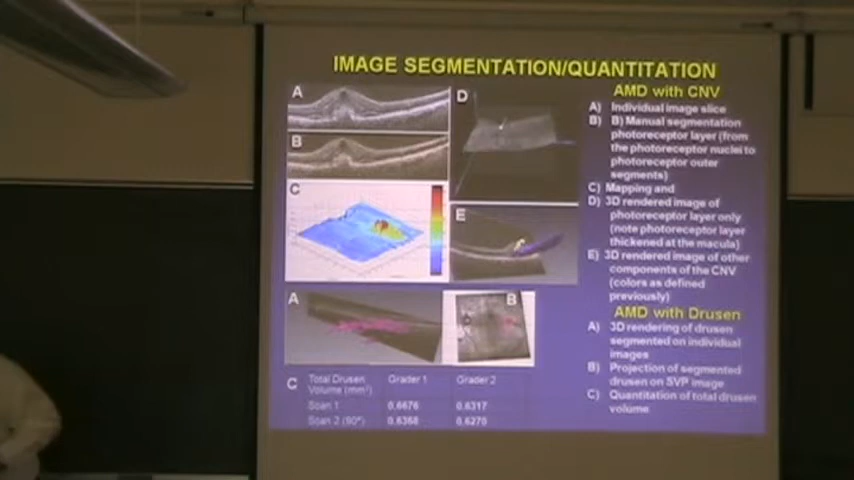 IMAGE SEGMENTATION/QUANTITATION
A
B
C
D
E
A
B
C Total Drusen Volume (mm³) Grader 1 Grader 2
Scan 1 0.6676 0.6317
Scan 2 (90°) 0.6368 0.6270
AMD with CNV
A) Individual image slice
B) B) Manual segmentation
photoreceptor layer (from
the photoreceptor nuclei to
photoreceptor outer
segments)
C) Mapping and
D) 3D rendered image of
photoreceptor layer only
(note photoreceptor layer
thickened at the macula)
E) 3D rendered image of other
components of the CNV
(colors as defined
previously)
AMD with Drusen
A) 3D rendering of drusen
segmented on individual
images
B) Projection of segmented
drusen on SVP image
C) Quantitation of total drusen
volume